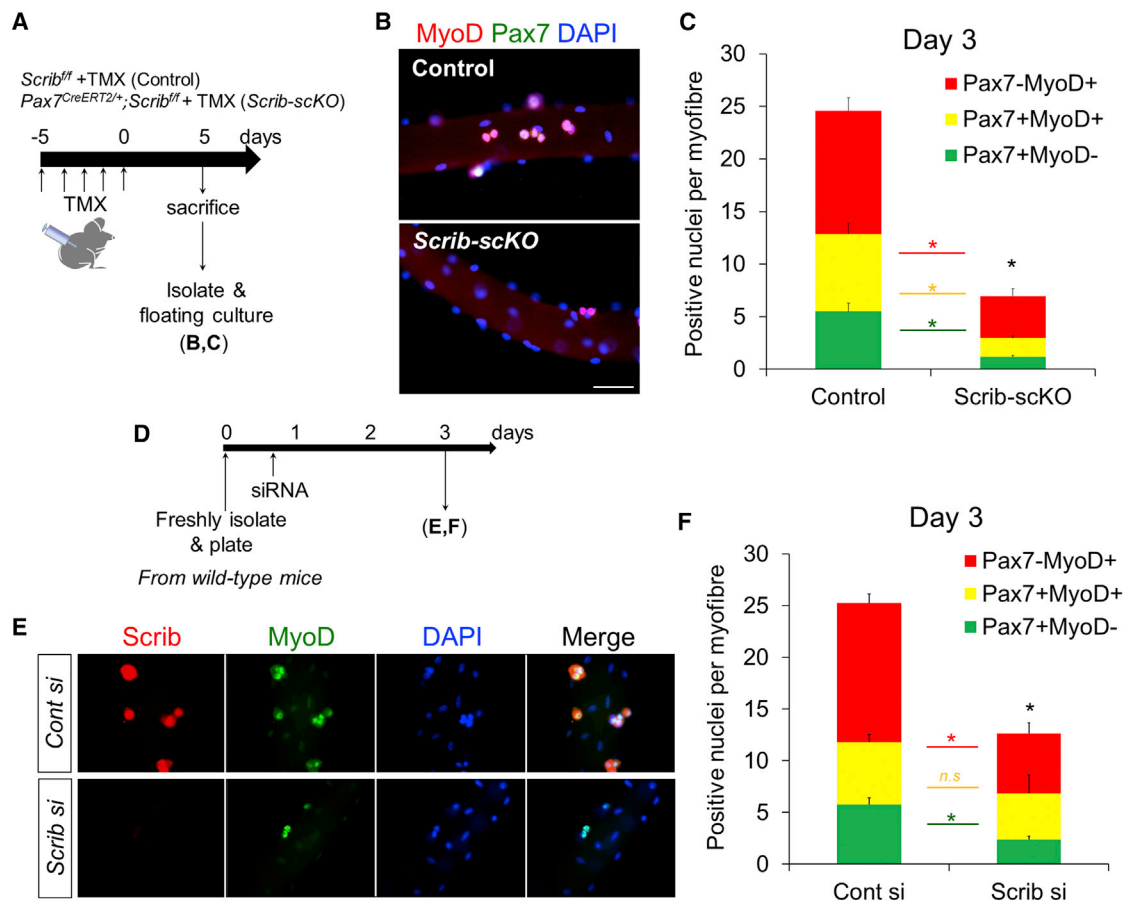 A
Scrib^f/f +TMX (Control)
Pax7^CreERT2/+;Scrib^f/f + TMX (Scrib-scKO)
-5 0 5 days
TMX
sacrifice
Isolate &
floating culture
(B,C)
B
MyoD Pax7 DAPI
Control
Scrib-scKO
C
Day 3
Positive nuclei per myofibre
30
25
20
15
10
5
0
Pax7-MyoD+
Pax7+MyoD+
Pax7+MyoD-
*
*
*
*
Control Scrib-scKO
D
0 1 2 3 days
siRNA
Freshly isolate
& plate
From wild-type mice
(E,F)
E
Scrib MyoD DAPI Merge
Cont si
Scrib si
F
Day 3
Positive nuclei per myofibre
30
25
20
15
10
5
0
Pax7-MyoD+
Pax7+MyoD+
Pax7+MyoD-
*
*
n.s
*
Cont si Scrib si